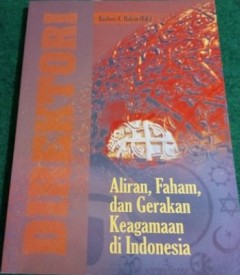 DIREKTORI
Aliran, Faham,
dan Gerakan
Keagamaan
di Indonesia